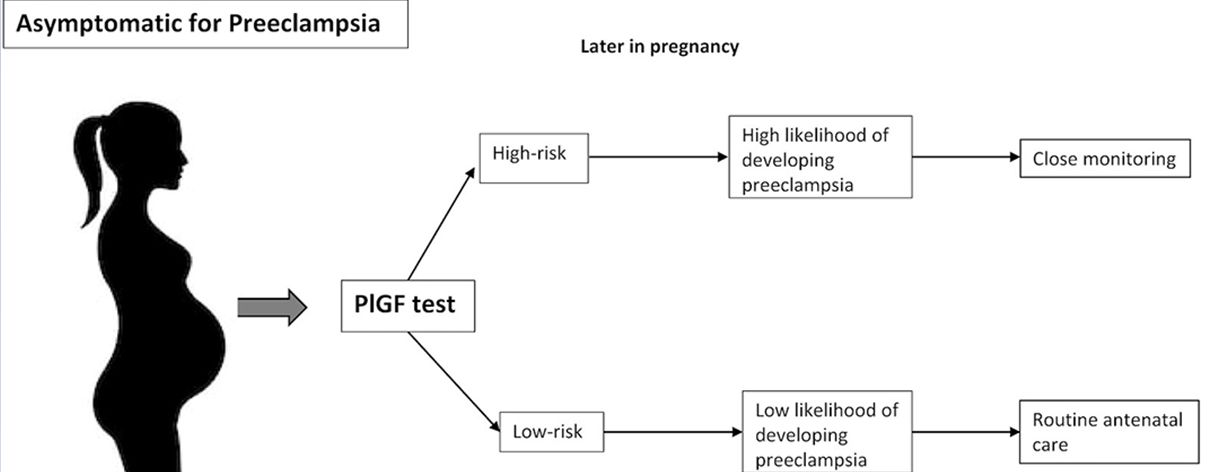 Asymptomatic for Preeclampsia
Later in pregnancy
High-risk
High likelihood of
developing
preeclampsia
Close monitoring
PlGF test
Low-risk
Low likelihood of
developing
preeclampsia
Routine antenatal
care